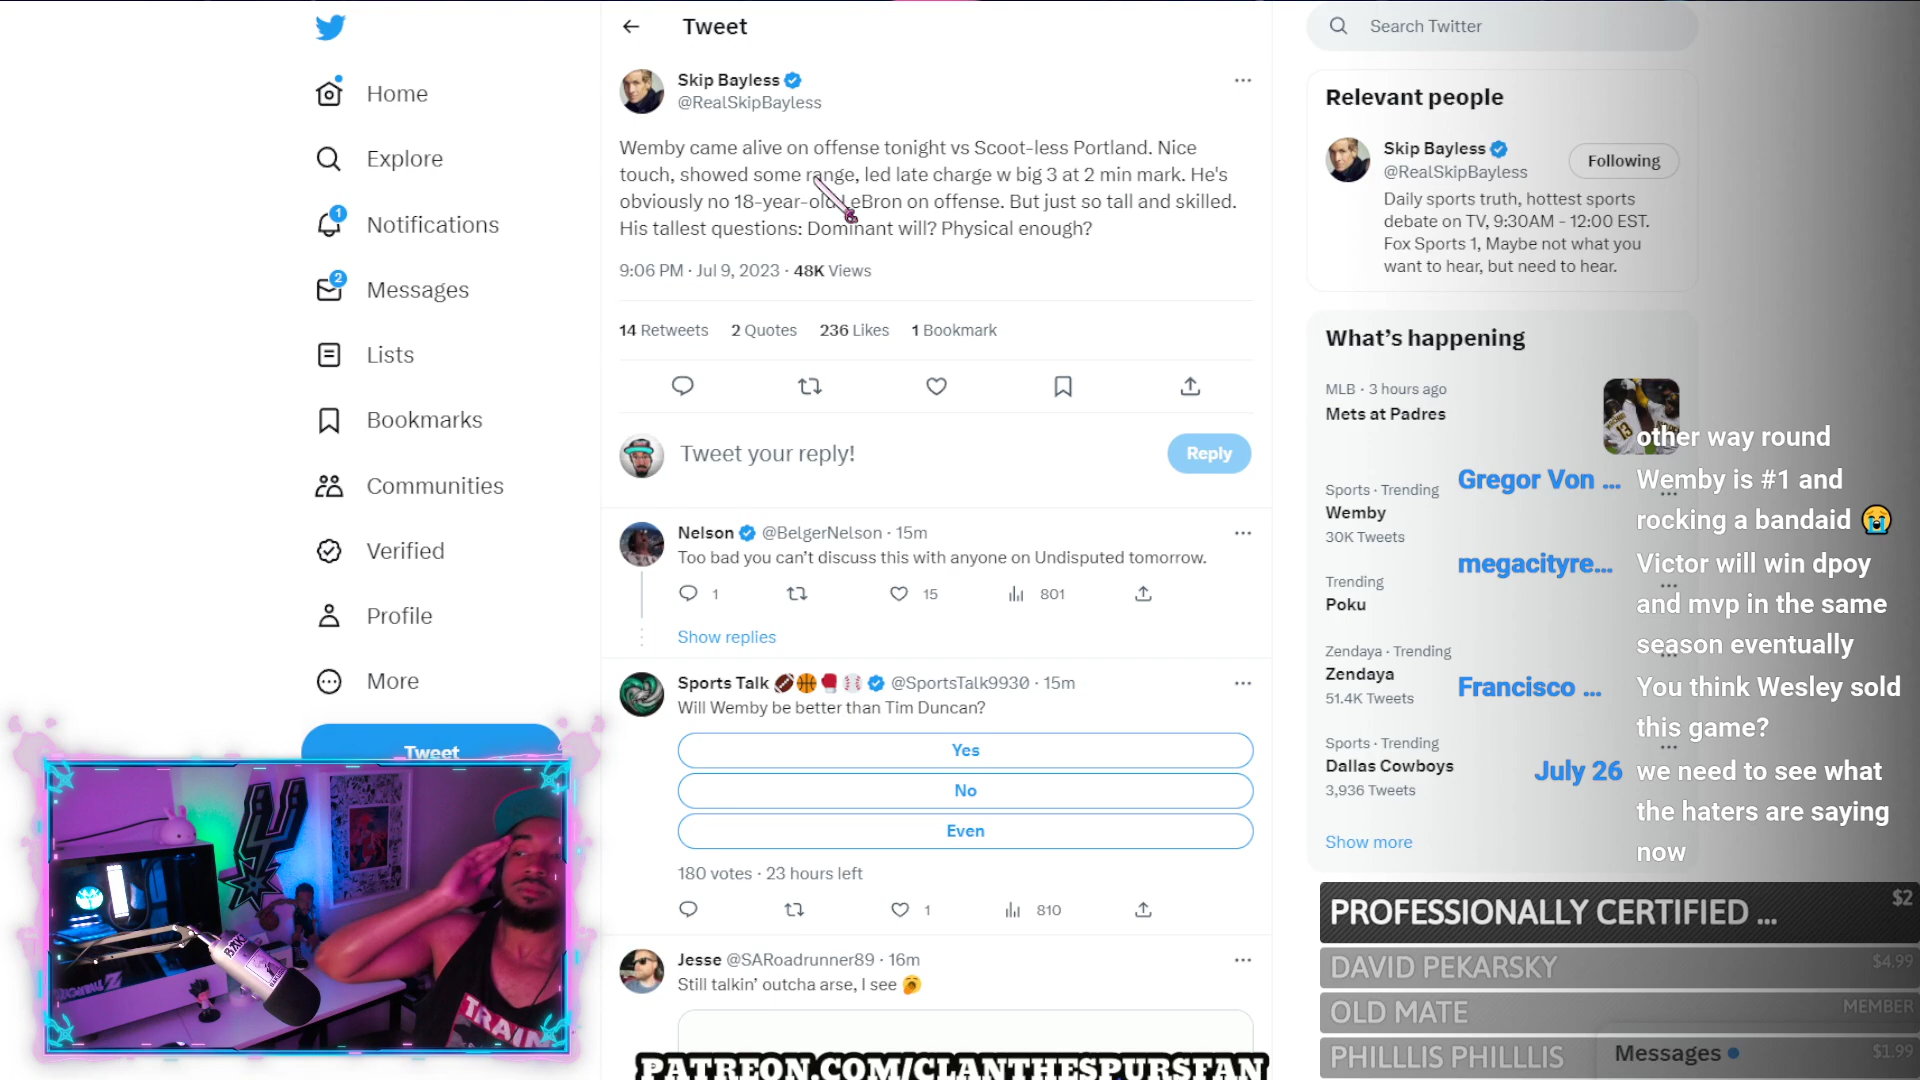 Tweet
Search Twitter
Home
Explore
Notifications
1
Messages
2
Lists
Bookmarks
Communities
Verified
Profile
More
Tweet
Skip Bayless
@RealSkipBayless
Wemby came alive on offense tonight vs Scoot-less Portland. Nice
touch, showed some range, led late charge w big 3 at 2 min mark. He's
obviously no 18-year-old LeBron on offense. But just so tall and skilled.
His tallest questions: Dominant will? Physical enough?
9:06 PM · Jul 9, 2023 · 48K Views
14 Retweets 2 Quotes 236 Likes 1 Bookmark
Tweet your reply!
Reply
Nelson @BelgerNelson · 15m
Too bad you can't discuss this with anyone on Undisputed tomorrow.
1 15 801
Show replies
Sports Talk 🏈🏀🥊⚾ @SportsTalk9930 · 15m
Will Wemby be better than Tim Duncan?
Yes
No
Even
180 votes · 23 hours left
1 810
Jesse @SARoadrunner89 · 16m
Still talkin' outcha arse, I see 🥱
Relevant people
Skip Bayless
@RealSkipBayless
Following
Daily sports truth, hottest sports
debate on TV, 9:30AM - 12:00 EST.
Fox Sports 1, Maybe not what you
want to hear, but need to hear.
What's happening
MLB · 3 hours ago
Mets at Padres
13
Sports · Trending
Wemby
30K Tweets
Trending
Poku
Zendaya · Trending
Zendaya
51.4K Tweets
Sports · Trending
Dallas Cowboys
3,936 Tweets
Show more
other way round
Gregor Von ... Wemby is #1 and
rocking a bandaid 😭
megacityre... Victor will win dpoy
and mvp in the same
season eventually
Francisco ... You think Wesley sold
this game?
July 26 we need to see what
the haters are saying
now
PROFESSIONALLY CERTIFIED ... $2
DAVID PEKARSKY $4.99
OLD MATE MEMBER
PHILLLIS PHILLLIS $1.99
Messages
TRAIN
PATREON.COM/CLANTHESPURSFAN